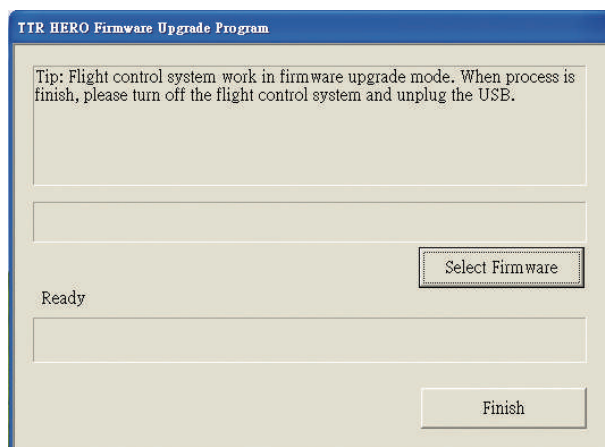 TTR HERO Firmware Upgrade Program
Tip: Flight control system work in firmware upgrade mode. When process is
finish, please turn off the flight control system and unplug the USB.
Select Firmware
Ready
Finish